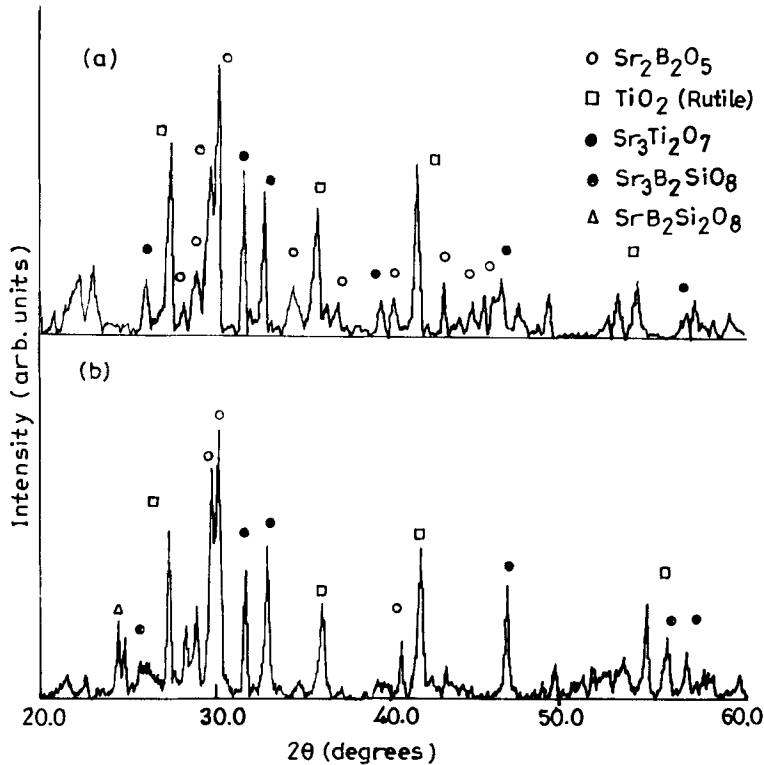 (a)
○ Sr₂B₂O₅
□ TiO₂ (Rutile)
● Sr₃Ti₂O₇
● Sr₃B₂SiO₈
△ SrB₂Si₂O₈
(b)
Intensity (arb. units)
20.0 30.0 40.0 50.0 60.0
2θ (degrees)